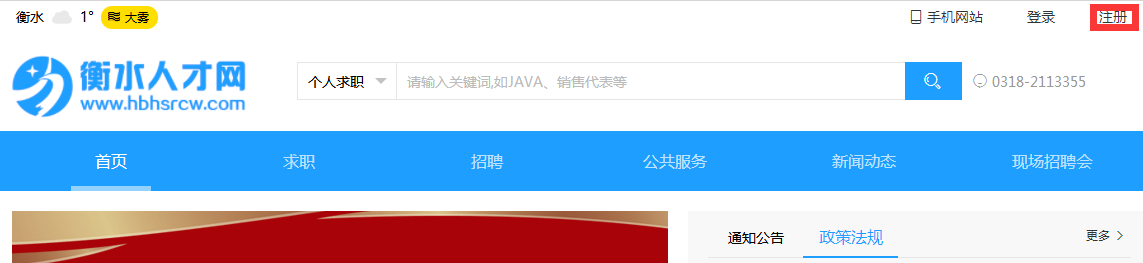 衡水 1° 大雾 手机网站 登录 注册
衡水人才网
www.hbhsrcw.com
个人求职 请输入关键词,如JAVA、销售代表等 0318-2113355
首页 求职 招聘 公共服务 新闻动态 现场招聘会
通知公告 政策法规 更多